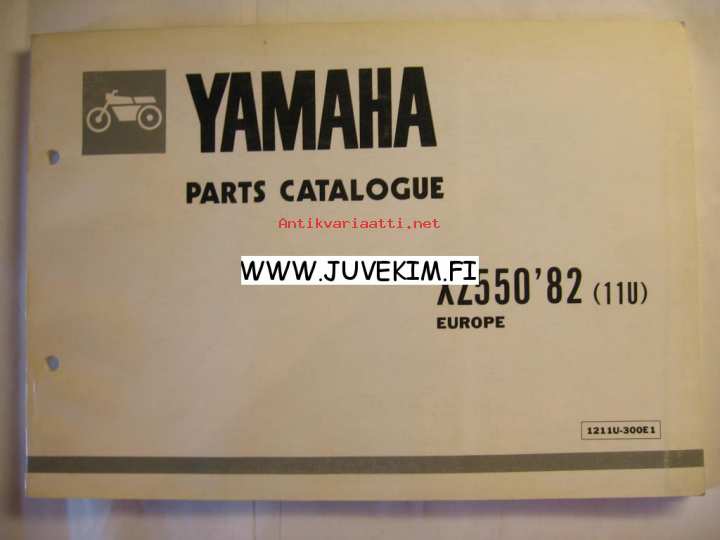 YAMAHA
PARTS CATALOGUE
Antikvariaatti.net
WWW.JUVEKIM.FI
XZ550'82 (11U)
EUROPE
1211U-300E1